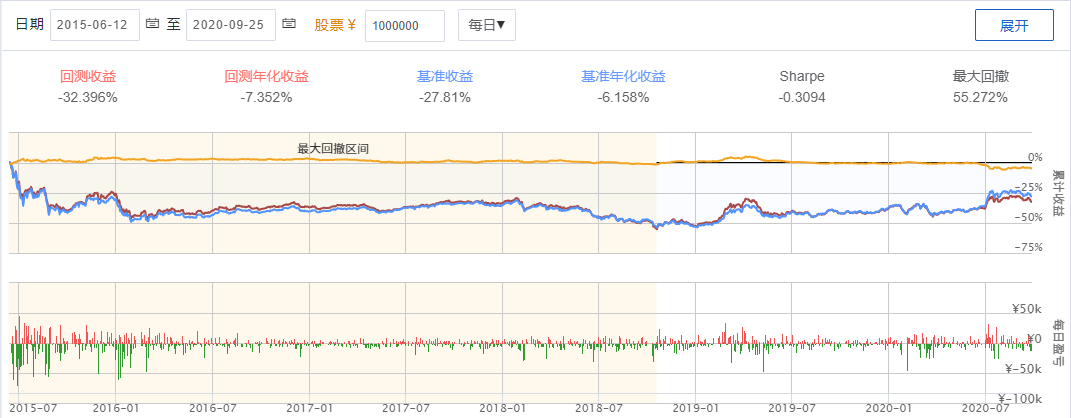 日期 2015-06-12 至 2020-09-25 股票 ¥ 1000000 每日▼ 展开
回测收益 回测年化收益 基准收益 基准年化收益 Sharpe 最大回撤
-32.396% -7.352% -27.81% -6.158% -0.3094 55.272%
最大回撤区间
0%
-25%
-50%
-75%
累计收益
¥50k
¥0
¥-50k
¥-100k
每日盈亏
2015-07 2016-01 2016-07 2017-01 2017-07 2018-01 2018-07 2019-01 2019-07 2020-01 2020-07